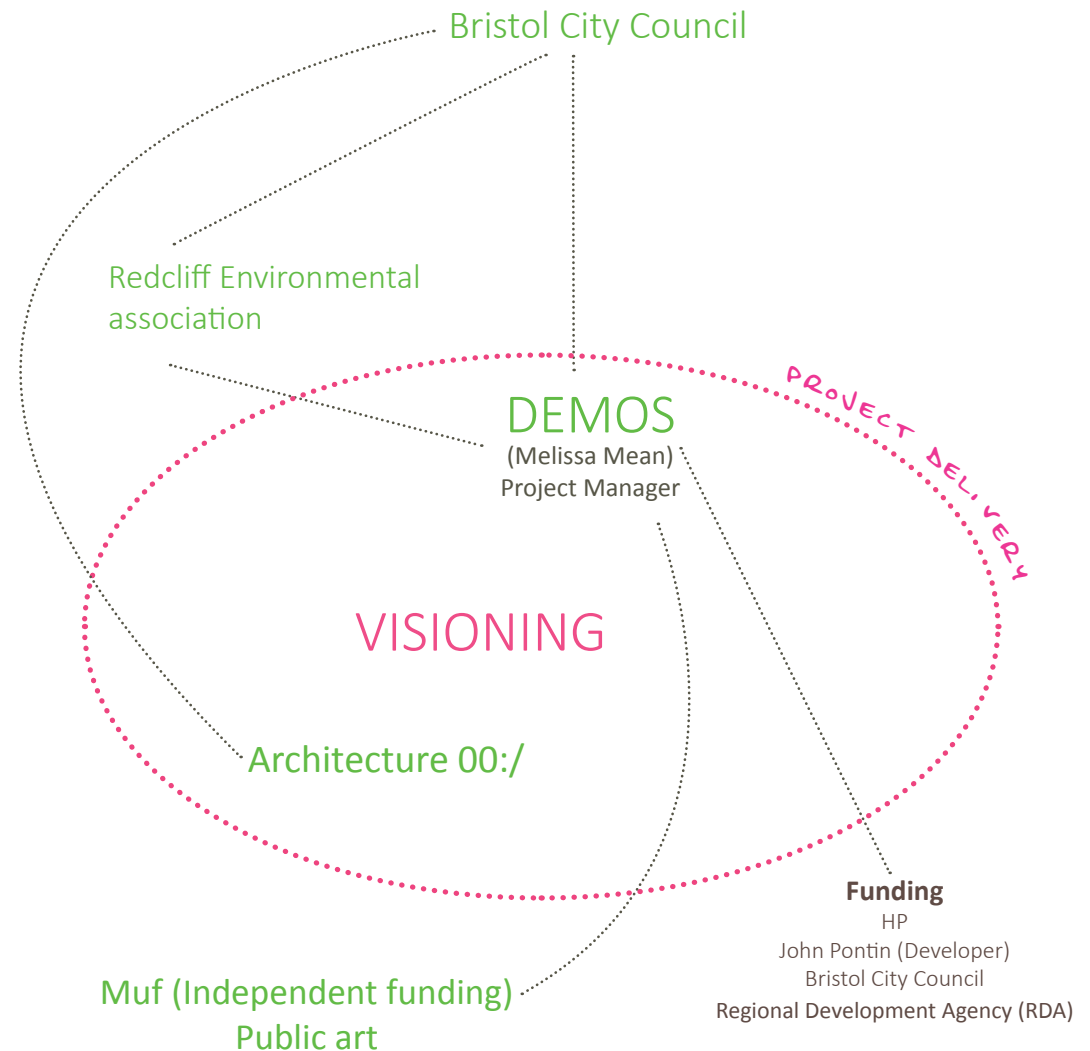 Bristol City Council
Redcliff Environmental
association
PROJECT DELIVERY
DEMOS
(Melissa Mean)
Project Manager
VISIONING
Architecture 00:/
Funding
HP
John Pontin (Developer)
Bristol City Council
Regional Development Agency (RDA)
Muf (Independent funding)
Public art